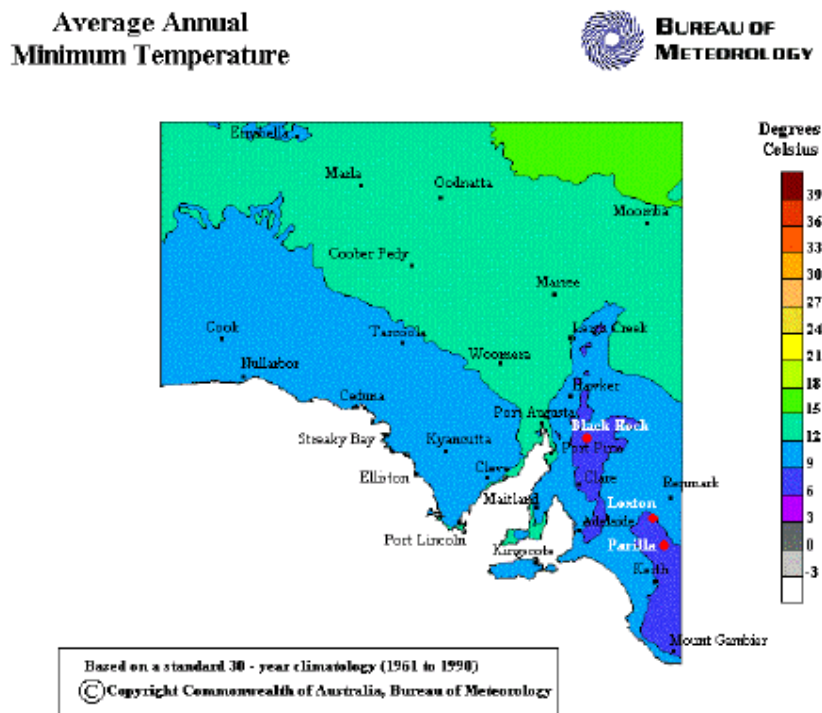 Average Annual
Minimum Temperature
BUREAU OF
METEOROLOGY
Degrees
Celsius
Ernabella
Marla
Oodnatta
Moomba
Coober Pedy
Marree
Cook
Tarcoola
Leigh Creek
Woomera
Nullarbor
Hawker
Ceduna
Port Augusta
Black Rock
Streaky Bay
Kyancutta
Port Pirie
Elliston
Cleve
Clare
Renmark
Maitland
Loxton
Port Lincoln
Adelaide
Parilla
Kingscote
Keith
Mount Gambier
39
36
33
30
27
24
21
18
15
12
9
6
3
0
-3
Based on a standard 30 - year climatology (1961 to 1990)
© Copyright Commonwealth of Australia, Bureau of Meteorology